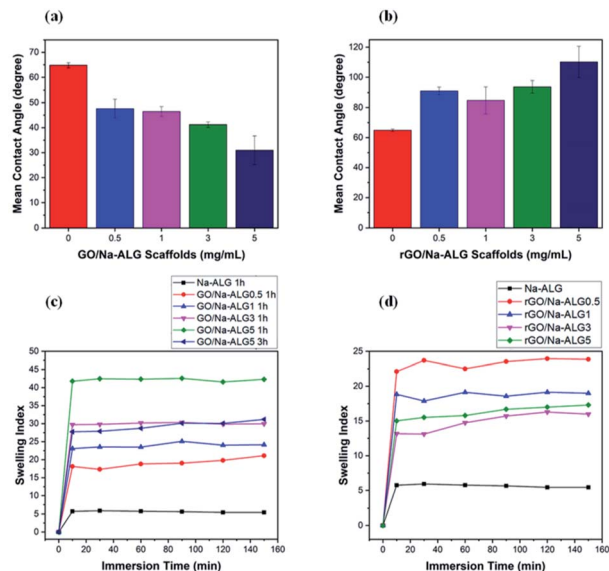 (a)
Mean Contact Angle (degree)
70
60
50
40
30
20
10
0
0 0.5 1 3 5
GO/Na-ALG Scaffolds (mg/mL)
(b)
Mean Contact Angle (degree)
120
100
80
60
40
20
0
0 0.5 1 3 5
rGO/Na-ALG Scaffolds (mg/mL)
(c)
Na-ALG 1h
GO/Na-ALG0.5 1h
GO/Na-ALG1 1h
GO/Na-ALG3 1h
GO/Na-ALG5 1h
GO/Na-ALG5 3h
Swelling Index
50
45
40
35
30
25
20
15
10
5
0
0 20 40 60 80 100 120 140 160
Immersion Time (min)
(d)
Na-ALG
rGO/Na-ALG0.5
rGO/Na-ALG1
rGO/Na-ALG3
rGO/Na-ALG5
Swelling Index
25
20
15
10
5
0
0 20 40 60 80 100 120 140 160
Immersion Time (min)